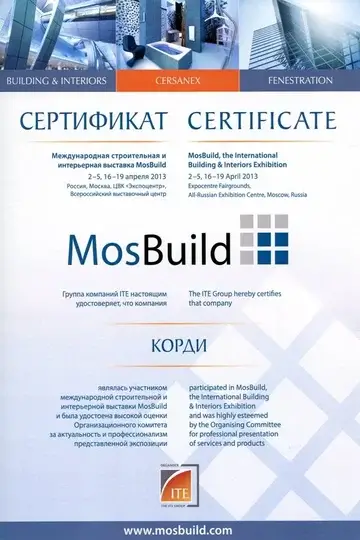 BUILDING & INTERIORS
CERSANEX
FENESTRATION
СЕРТИФИКАТ
CERTIFICATE
Международная строительная и
интерьерная выставка MosBuild
2–5, 16–19 апреля 2013
Россия, Москва, ЦВК «Экспоцентр»,
Всероссийский выставочный центр
MosBuild, the International
Building & Interiors Exhibition
2–5, 16–19 April 2013
Expocentre Fairgrounds,
All-Russian Exhibition Centre, Moscow, Russia
MosBuild
Группа компаний ITE настоящим
удостоверяет, что компания
The ITE Group hereby certifies
that company
КОРДИ
являлась участником
международной строительной и
интерьерной выставки MosBuild
и была удостоена высокой оценки
Организационного комитета
за актуальность и профессионализм
представленной экспозиции
participated in MosBuild,
the International Building
& Interiors Exhibition
and was highly esteemed
by the Organising Committee
for professional presentation
of services and products
ORGANISER
ITE
THE ITE GROUP
www.mosbuild.com